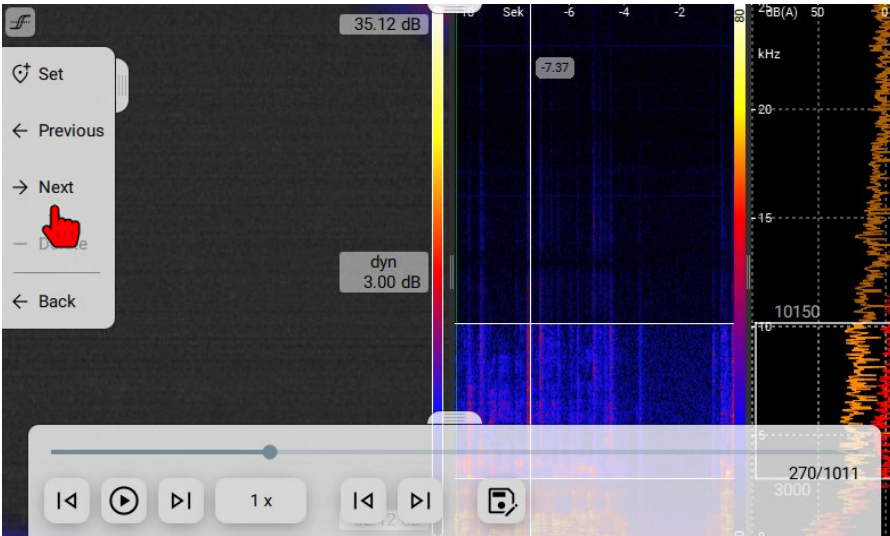 35.12 dB
Set
Previous
Next
Back
dyn
3.00 dB
Sek
-6
-4
-2
80
-7.37
dB(A)
50
kHz
20
15
10150
10
5
3000
270/1011
1 x